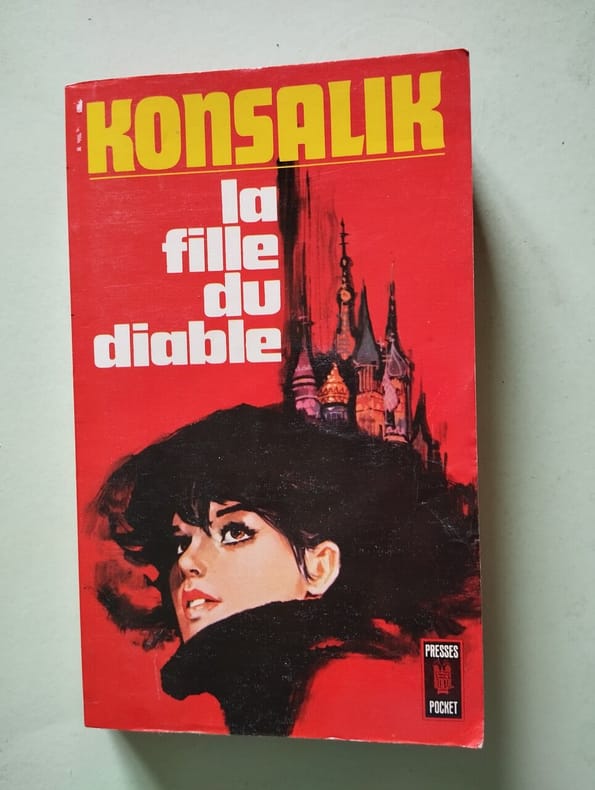 KONSALIK
la
fille
du
diable
PRESSES
POCKET